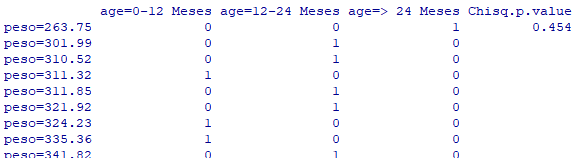 age=0-12 Meses age=12-24 Meses age=> 24 Meses Chisq.p.value
peso=263.75 0 0 1 0.454
peso=301.99 0 1 0
peso=310.52 0 1 0
peso=311.32 1 0 0
peso=311.85 0 1 0
peso=321.92 0 1 0
peso=324.23 1 0 0
peso=335.36 1 0 0
peso=341.82 0 1 0